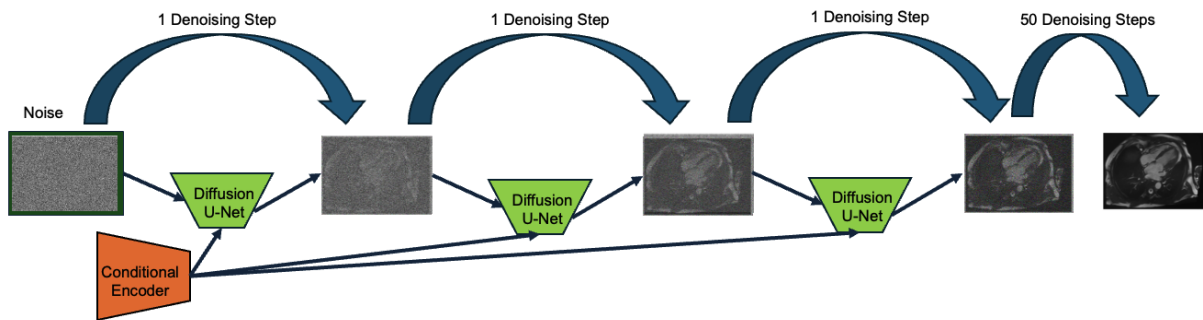 1 Denoising Step
1 Denoising Step
1 Denoising Step
50 Denoising Steps
Noise
Diffusion
U-Net
Diffusion
U-Net
Diffusion
U-Net
Conditional
Encoder